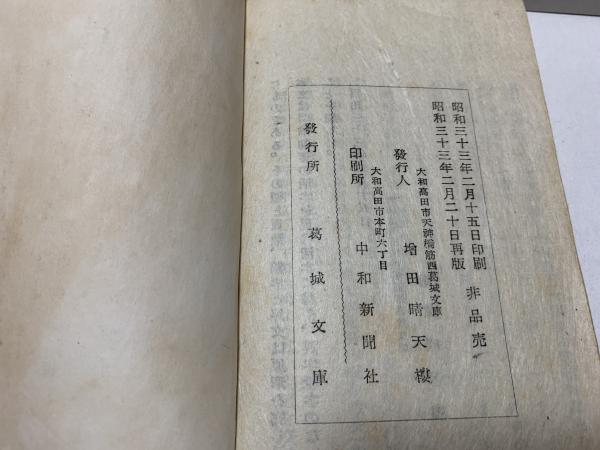 昭和三十三年二月十五日印刷 非品売
昭和三十三年二月二十日再版
大和高田市天神橋筋西葛城文庫
發行人 増田晴天樓
大和高田市本町六丁目
印刷所 中和新聞社
發行所 葛城文庫